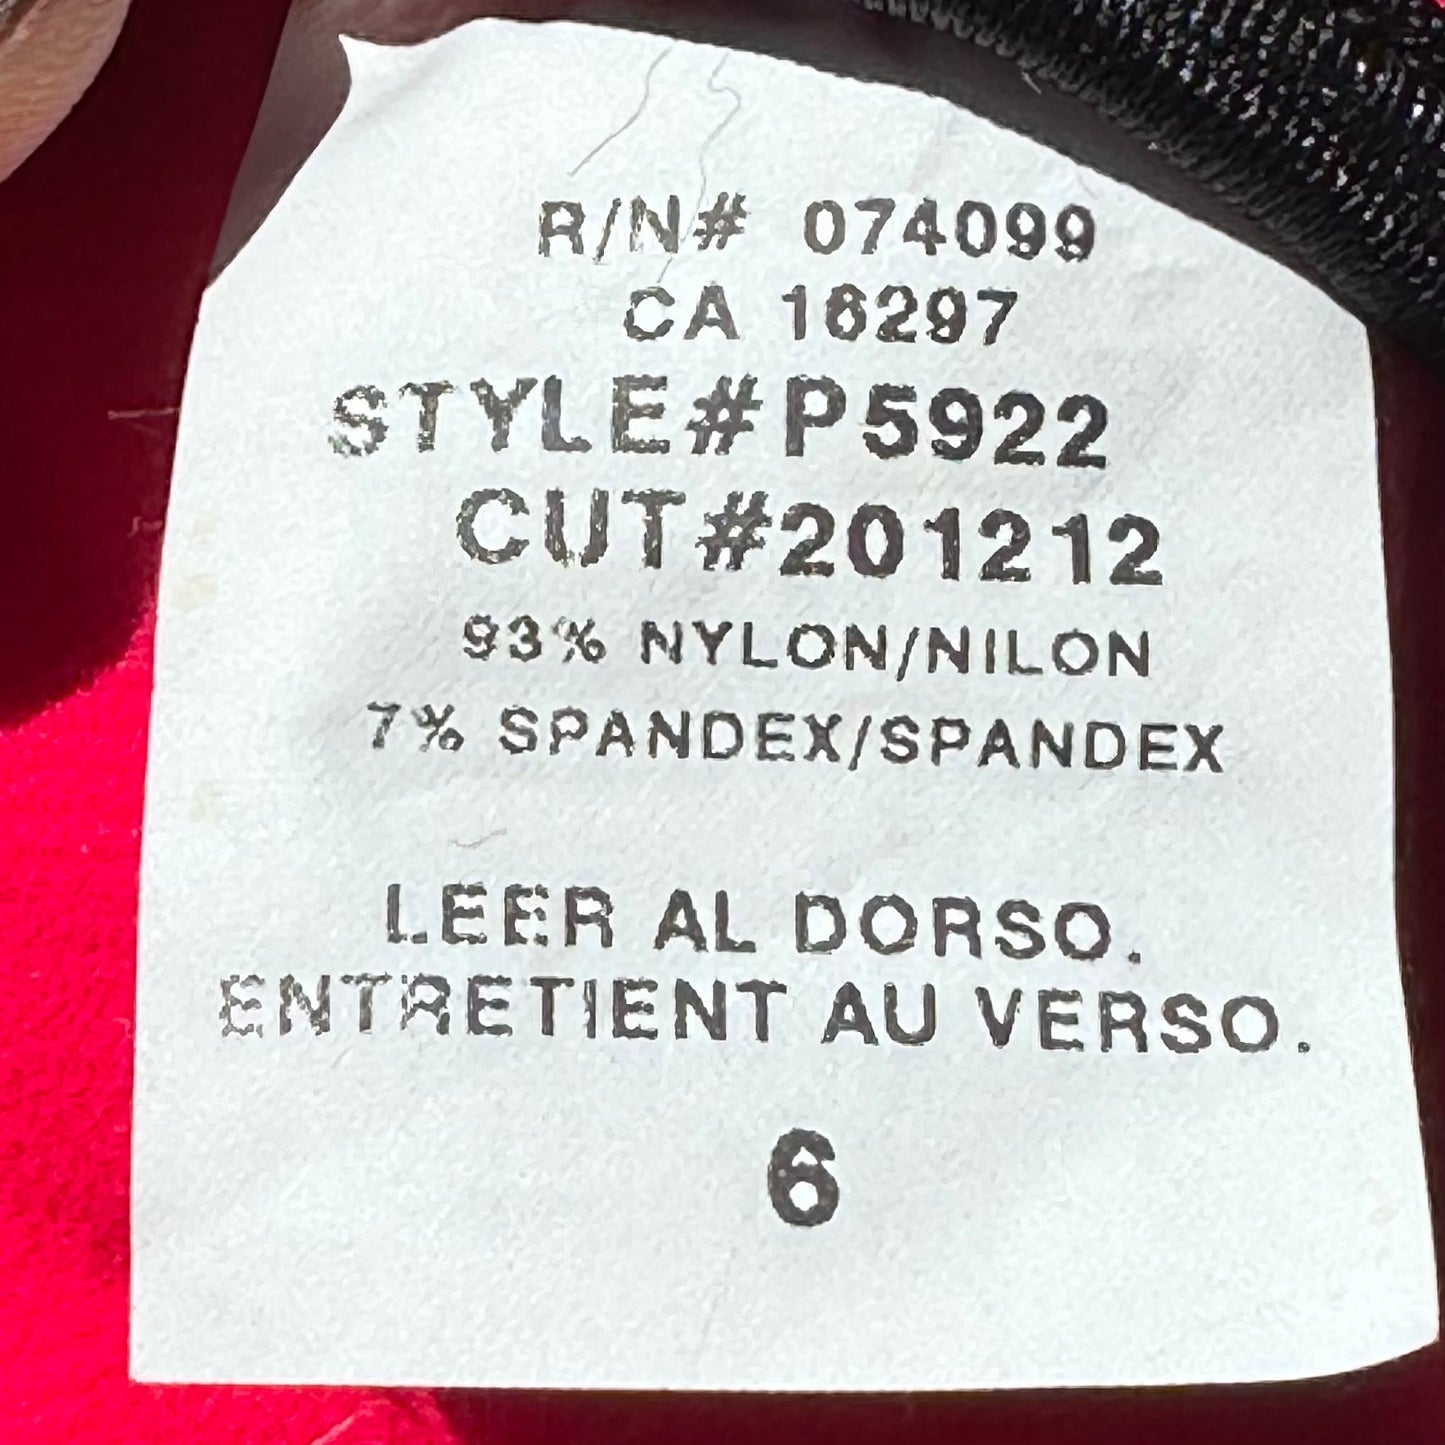 R/N# 074099
CA 16297
STYLE#P5922
CUT#201212
93% NYLON/NILON
7% SPANDEX/SPANDEX
LEER AL DORSO.
ENTRETIENT AU VERSO.
6